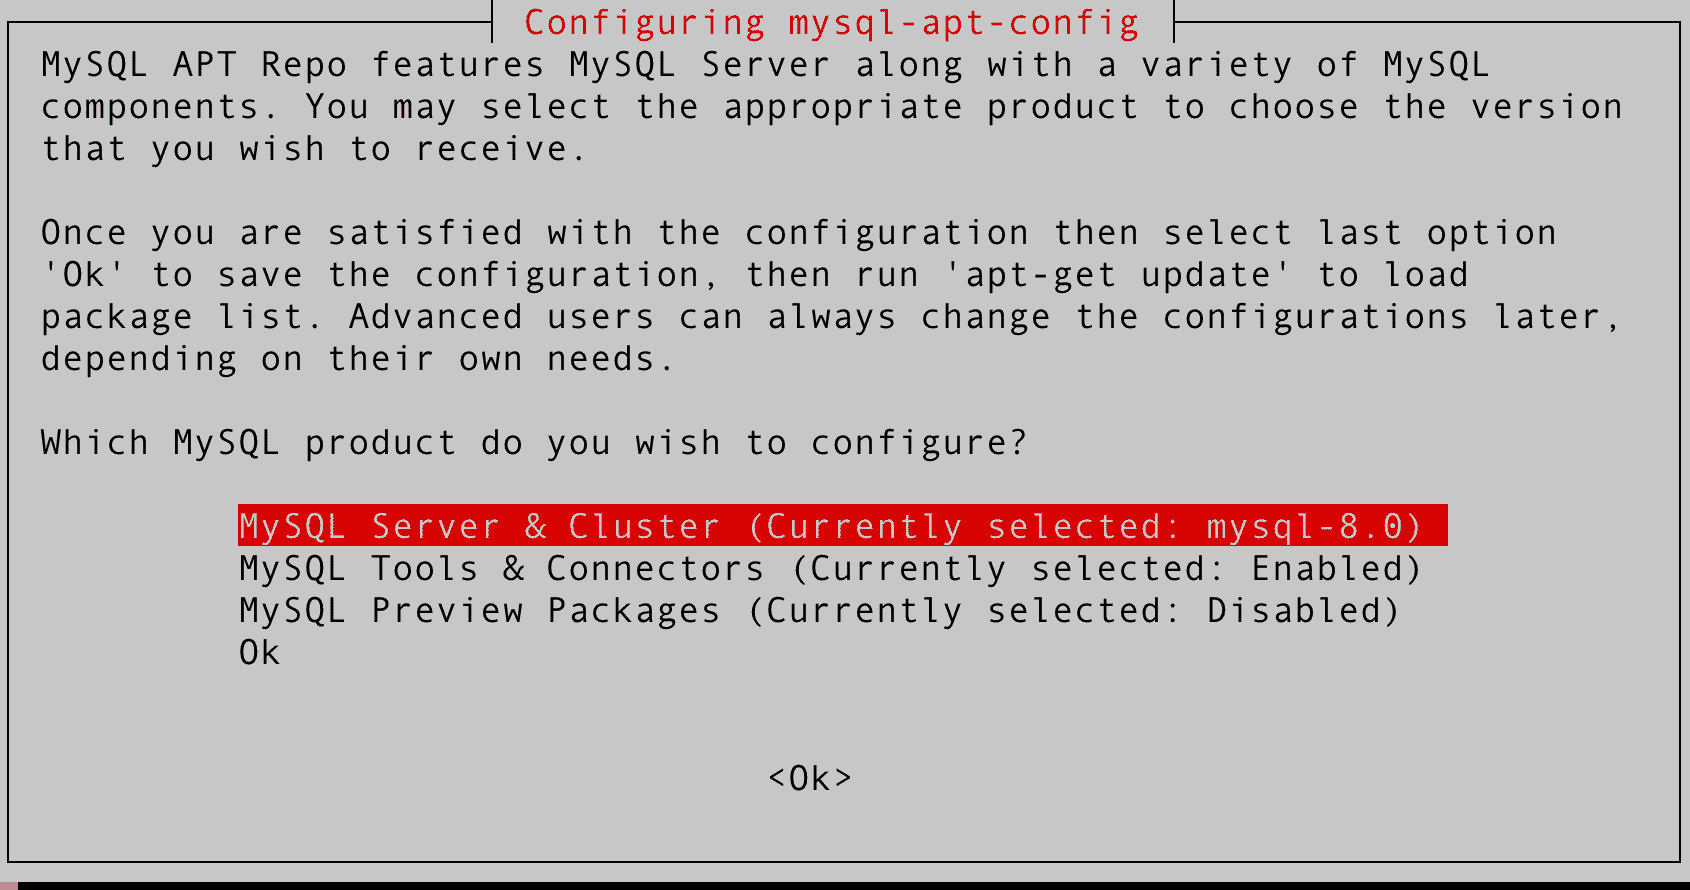 Configuring mysql-apt-config
MySQL APT Repo features MySQL Server along with a variety of MySQL
components. You may select the appropriate product to choose the version
that you wish to receive.
Once you are satisfied with the configuration then select last option
'Ok' to save the configuration, then run 'apt-get update' to load
package list. Advanced users can always change the configurations later,
depending on their own needs.
Which MySQL product do you wish to configure?
MySQL Server & Cluster (Currently selected: mysql-8.0)
MySQL Tools & Connectors (Currently selected: Enabled)
MySQL Preview Packages (Currently selected: Disabled)
Ok
<Ok>